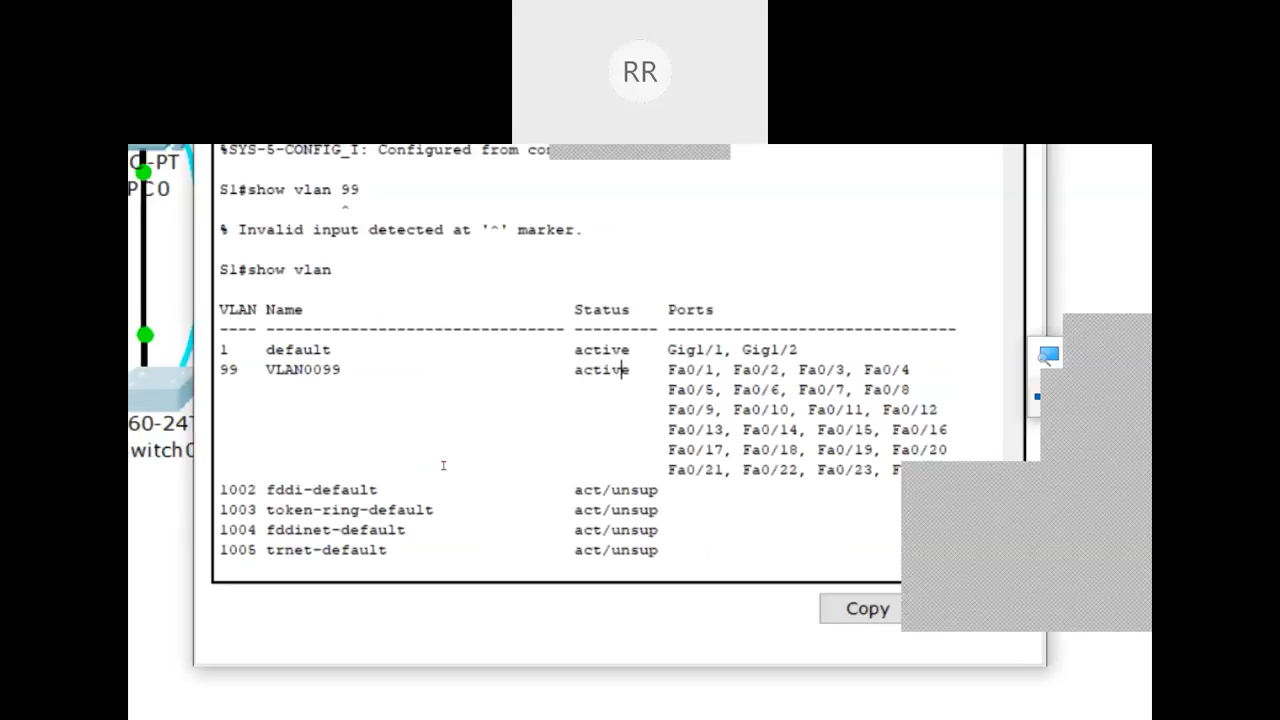 RR
%SYS-5-CONFIG_I: Configured from
C-PT
PC0
S1#show vlan 99
^
% Invalid input detected at '^' marker.
S1#show vlan
VLAN Name Status Ports
---- -------------------------------- --------- -------------------------------
1 default active Gig1/1, Gig1/2
99 VLAN0099 active Fa0/1, Fa0/2, Fa0/3, Fa0/4
Fa0/5, Fa0/6, Fa0/7, Fa0/8
Fa0/9, Fa0/10, Fa0/11, Fa0/12
Fa0/13, Fa0/14, Fa0/15, Fa0/16
60-24
Fa0/17, Fa0/18, Fa0/19, Fa0/20
witch0
Fa0/21, Fa0/22, Fa0/23,
1002 fddi-default act/unsup
1003 token-ring-default act/unsup
1004 fddinet-default act/unsup
1005 trnet-default act/unsup
Copy